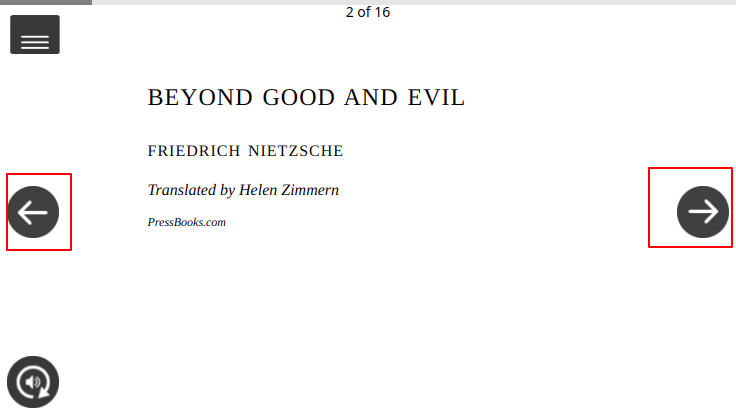 2 of 16
BEYOND GOOD AND EVIL
FRIEDRICH NIETZSCHE
Translated by Helen Zimmern
PressBooks.com